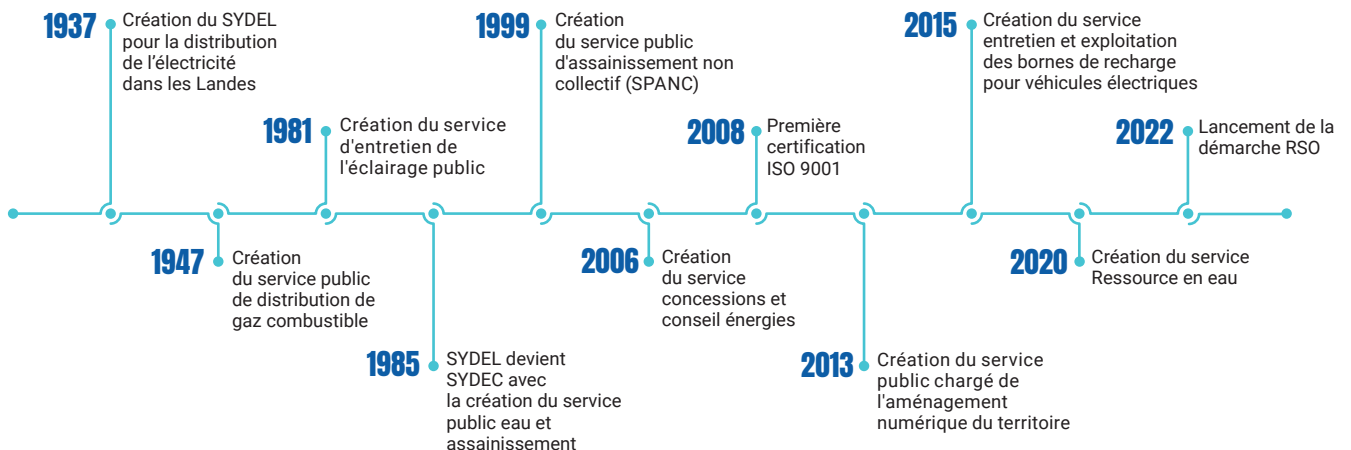 1937
Création du SYDEL
pour la distribution
de l’électricité
dans les Landes
1947
Création
du service public
de distribution de
gaz combustible
1981
Création du service
d'entretien de
l'éclairage public
1985
SYDEL devient
SYDEC avec
la création du service
public eau et
assainissement
1999
Création
du service public
d'assainissement non
collectif (SPANC)
2006
Création
du service
concessions et
conseil énergies
2008
Première
certification
ISO 9001
2013
Création du service
public chargé de
l'aménagement
numérique du territoire
2015
Création du service
entretien et exploitation
des bornes de recharge
pour véhicules électriques
2020
Création du service
Ressource en eau
2022
Lancement de la
démarche RSO